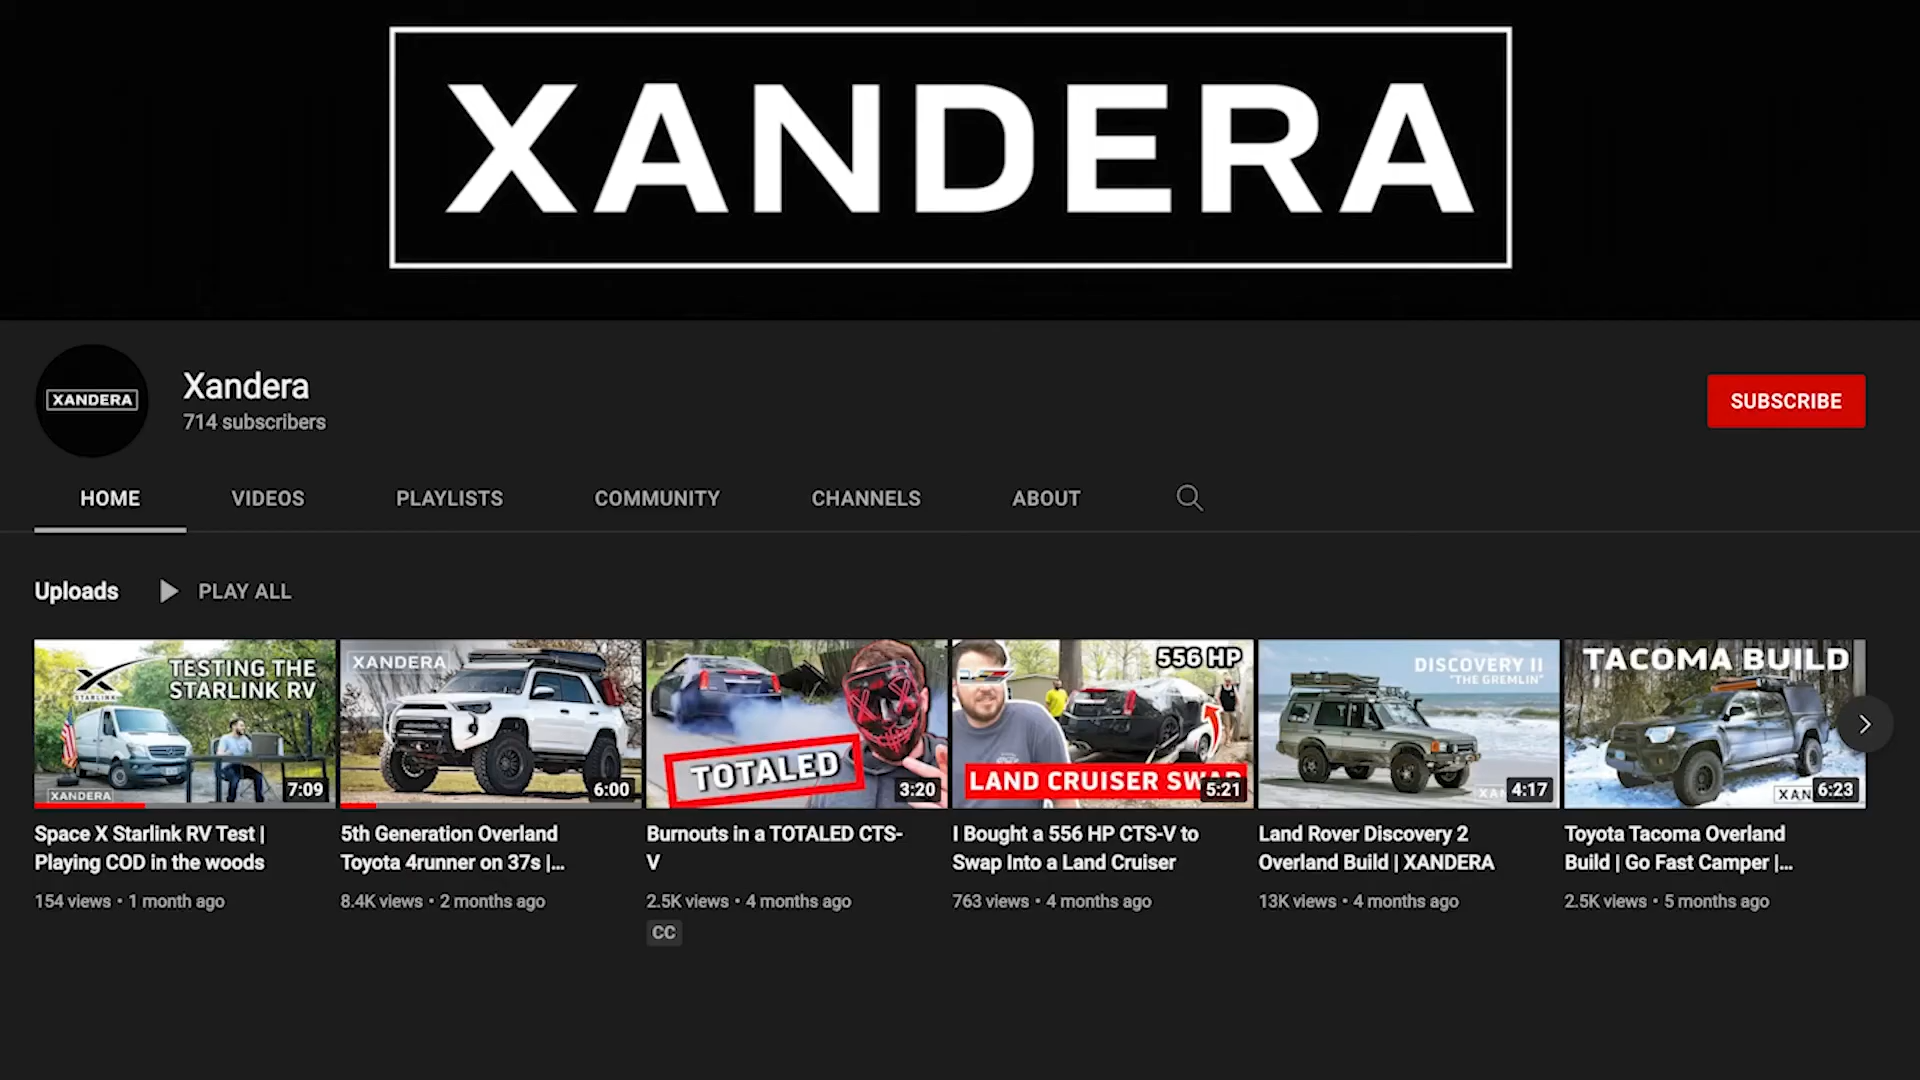 XANDERA
XANDERA
Xandera
714 subscribers
SUBSCRIBE
HOME VIDEOS PLAYLISTS COMMUNITY CHANNELS ABOUT
Uploads PLAY ALL
TESTING THE
STARLINK RV
STARLINK
XANDERA
7:09
XANDERA
6:00
TOTALED
3:20
556 HP
LAND CRUISER SWAP
5:21
DISCOVERY II
"THE GREMLIN"
XAN
4:17
TACOMA BUILD
XAN
6:23
Space X Starlink RV Test |
Playing COD in the woods
154 views • 1 month ago
5th Generation Overland
Toyota 4runner on 37s |...
8.4K views • 2 months ago
Burnouts in a TOTALED CTS-
V
2.5K views • 4 months ago
CC
I Bought a 556 HP CTS-V to
Swap Into a Land Cruiser
763 views • 4 months ago
Land Rover Discovery 2
Overland Build | XANDERA
13K views • 4 months ago
Toyota Tacoma Overland
Build | Go Fast Camper |...
2.5K views • 5 months ago